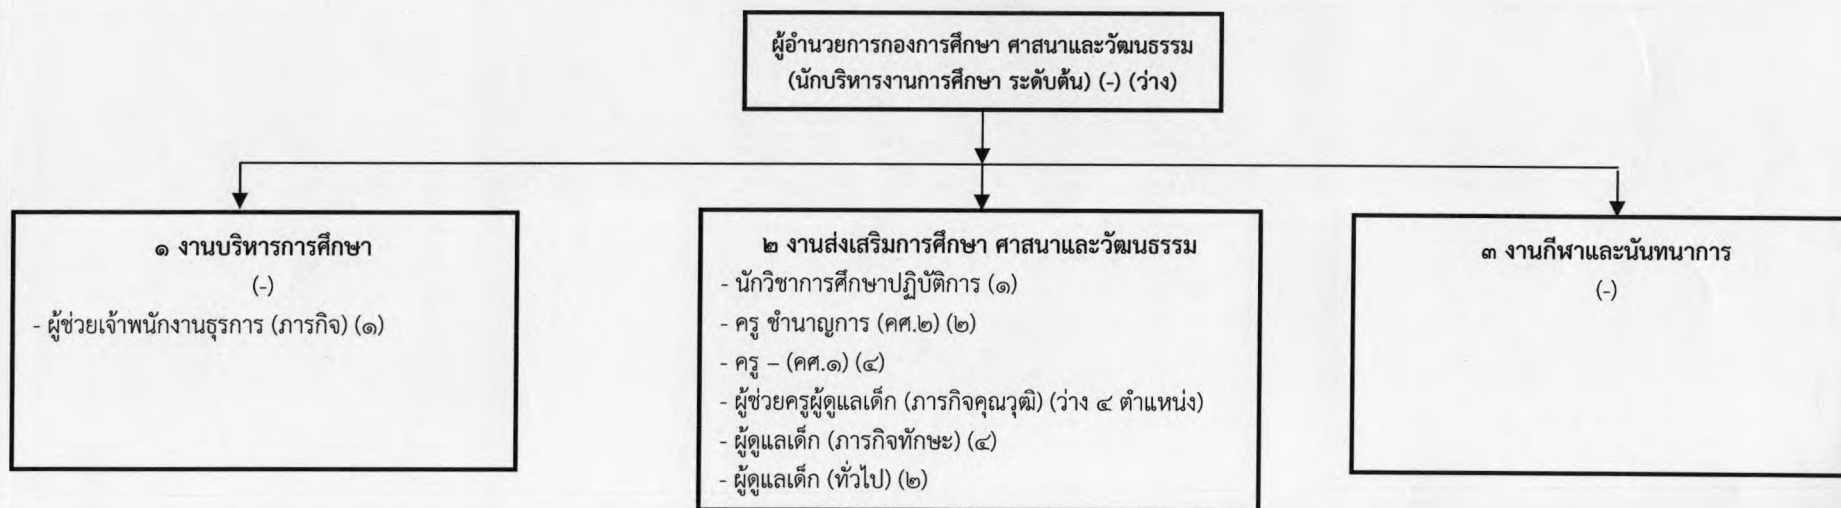 ผู้อำนวยการกองการศึกษา ศาสนาและวัฒนธรรม
(นักบริหารงานการศึกษา ระดับต้น) (-) (ว่าง)
๑ งานบริหารการศึกษา
(-)
- ผู้ช่วยเจ้าพนักงานธุรการ (ภารกิจ) (๑)
๒ งานส่งเสริมการศึกษา ศาสนาและวัฒนธรรม
- นักวิชาการศึกษาปฏิบัติการ (๑)
- ครู ชำนาญการ (คศ.๒) (๒)
- ครู – (คศ.๑) (๔)
- ผู้ช่วยครูผู้ดูแลเด็ก (ภารกิจคุณวุฒิ) (ว่าง ๔ ตำแหน่ง)
- ผู้ดูแลเด็ก (ภารกิจทักษะ) (๔)
- ผู้ดูแลเด็ก (ทั่วไป) (๒)
๓ งานกีฬาและนันทนาการ
(-)